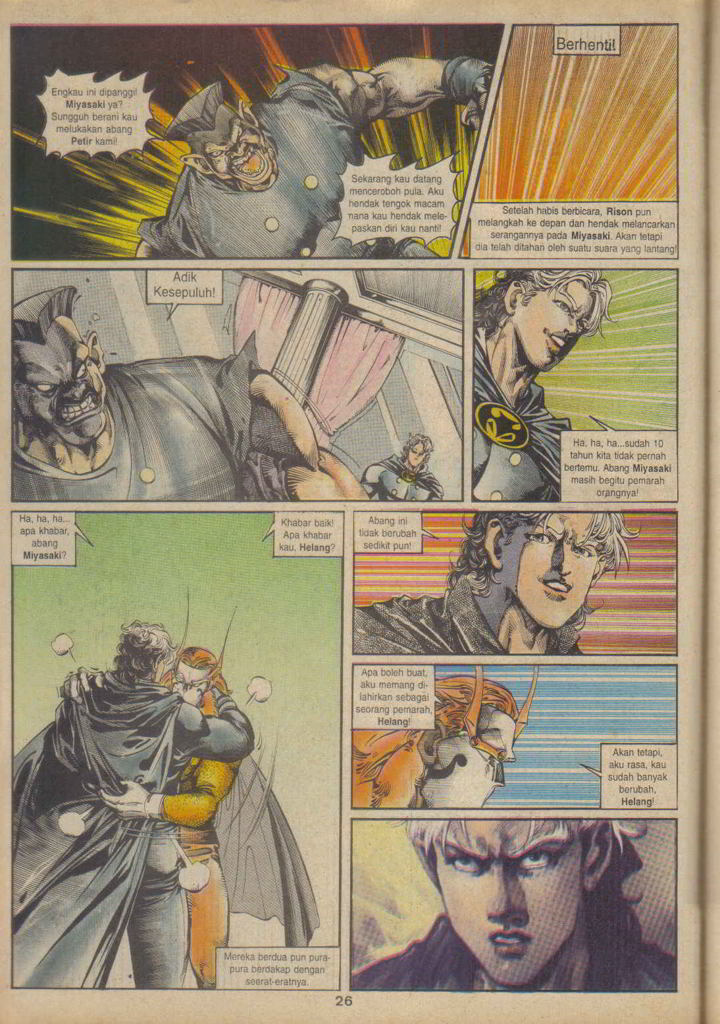 Engkau ini dipanggil
Miyasaki ya?
Sungguh berani kau
melukakan abang
Petir kami!
Sekarang kau datang
menceroboh pula. Aku
hendak tengok macam
nana kau hendak mele-
paskan diri kau nanti!
Berhenti!
Setelah habis berbicara, Rison pun
melangkah ke depan dan hendak melancarkan
serangannya pada Miyasaki. Akan tetapi
dia telah ditahan oleh suatu suara yang lantang!
Adik
Kesepuluh!
Ha, ha, ha...sudah 10
tahun kita tidak pernah
bertemu. Abang Miyasaki
masih begitu pemarah
orangnya!
Ha, ha, ha...
apa khabar,
abang
Miyasaki?
Khabar baik!
Apa khabar
kau, Helang?
Mereka berdua pun pura-
pura berdakap dengan
seerat-eratnya.
Abang ini
tidak berubah
sedikit pun!
Apa boleh buat,
aku memang di-
lahirkan sebagai
seorang pemarah,
Helang!
Akan tetapi,
aku rasa, kau
sudah banyak
berubah,
Helang!
26